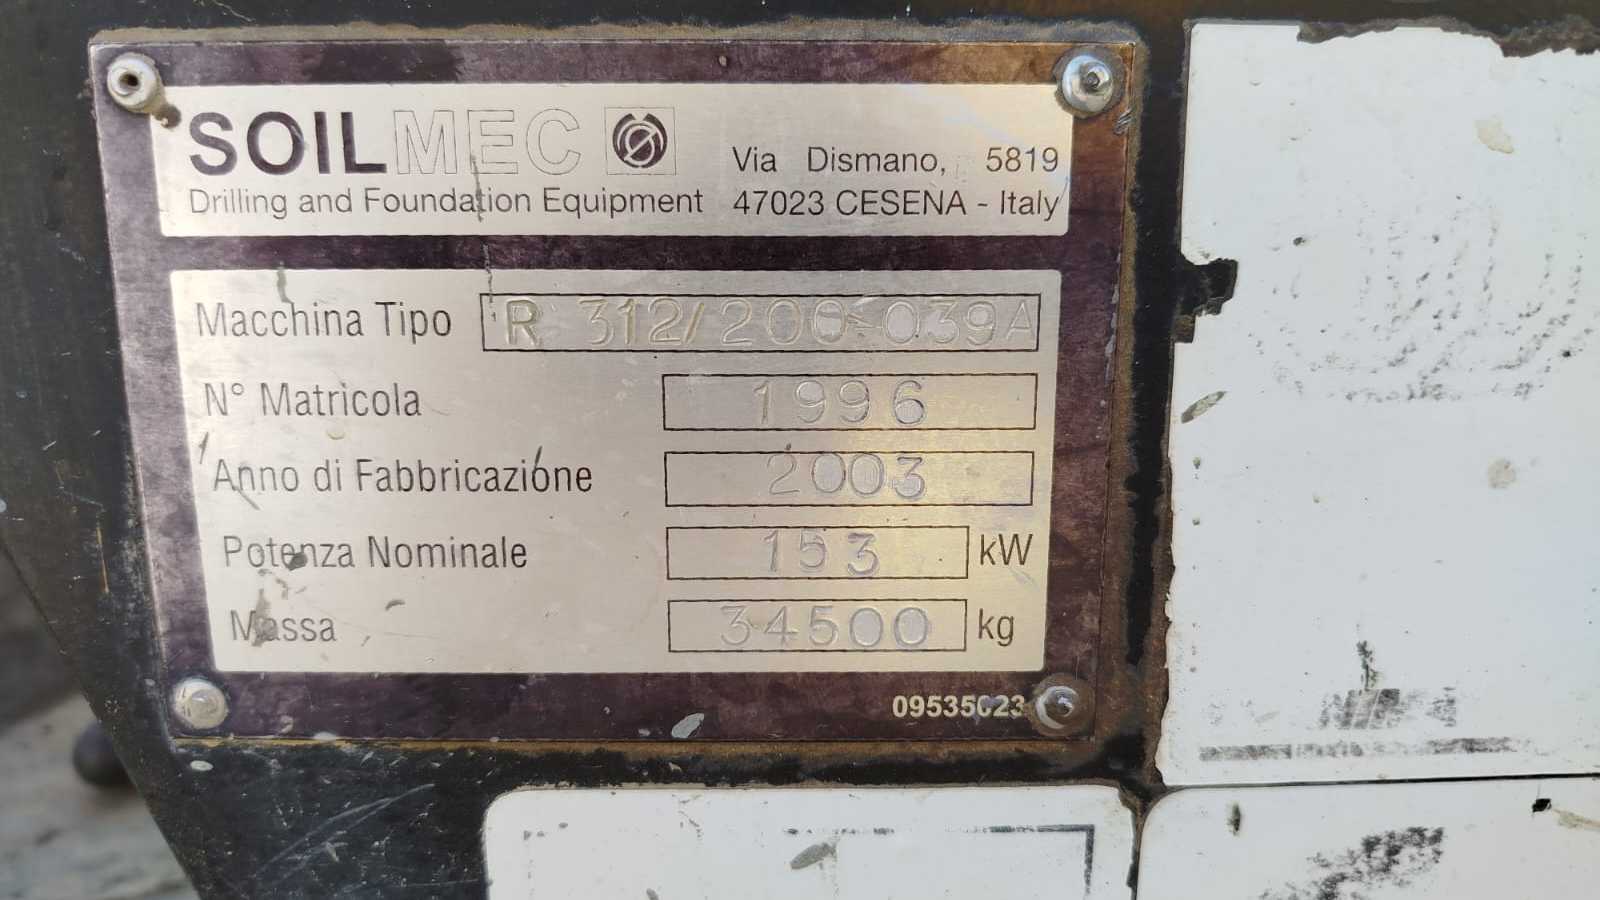 SOILMEC
Drilling and Foundation Equipment
Via Dismano, 5819
47023 CESENA - Italy
Macchina Tipo R 312/200-039A
N° Matricola 1996
Anno di Fabbricazione 2003
Potenza Nominale 153 kW
Massa 34500 kg
09535023